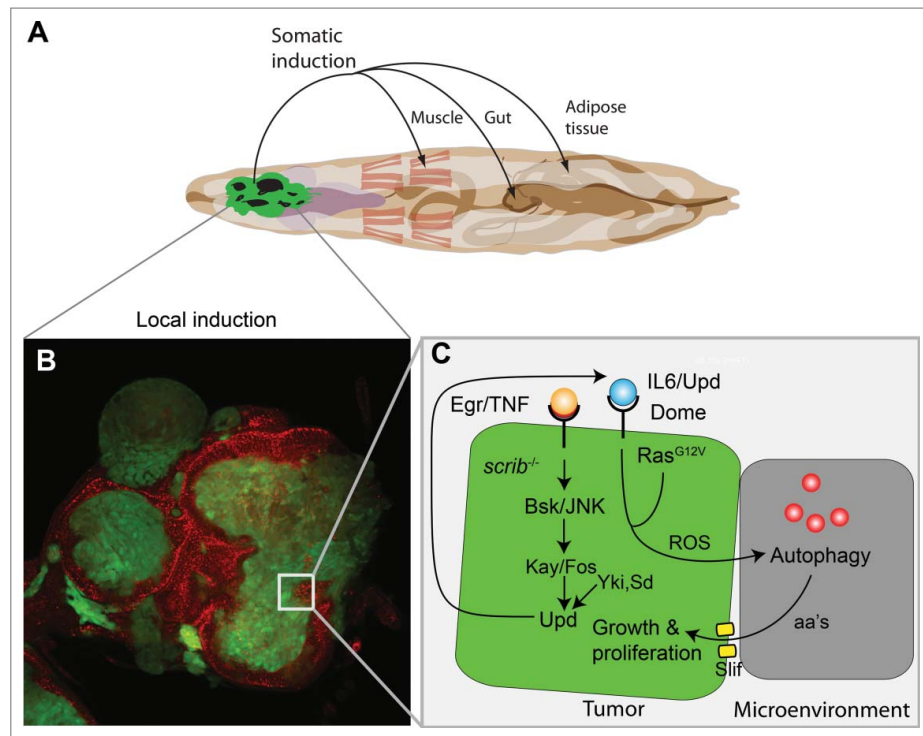 A
Somatic
induction
Muscle
Gut
Adipose
tissue
Local induction
B
C
Egr/TNF
IL6/Upd
Dome
scrib-/-
RasG12V
Bsk/JNK
ROS
Autophagy
Kay/Fos
Yki,Sd
Upd
Growth &
proliferation
aa's
Slif
Tumor
Microenvironment